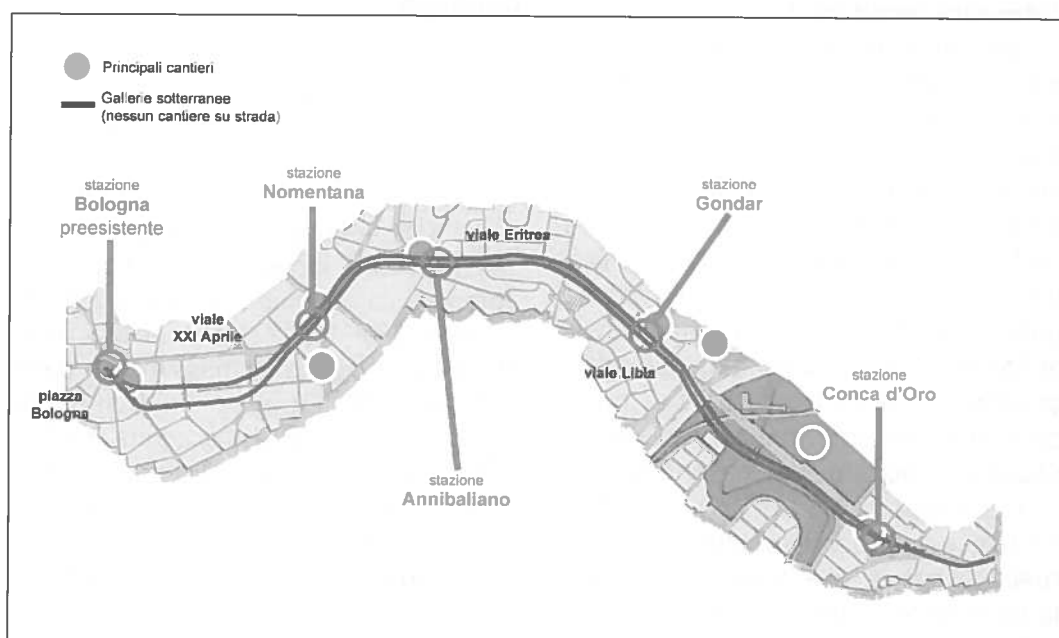 Principali cantieri
Gallerie sotterranee
(nessun cantiere su strada)
stazione
Bologna
preesistente
stazione
Nomentana
stazione
Gondar
viale Eritrea
viale
XXI Aprile
viale Libia
stazione
Conca d'Oro
piazza
Bologna
stazione
Annibaliano